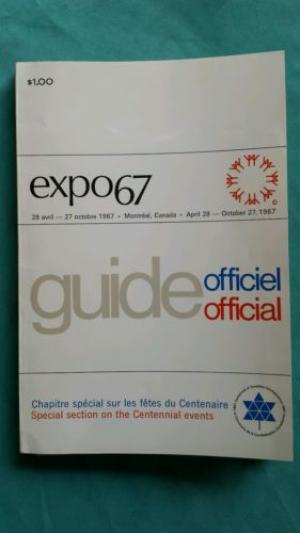 $1.00
expo67
28 avril — 27 octobre 1967 • Montréal, Canada • April 28 — October 27, 1967
guide officiel
official
Chapitre spécial sur les fêtes du Centenaire
Special section on the Centennial events